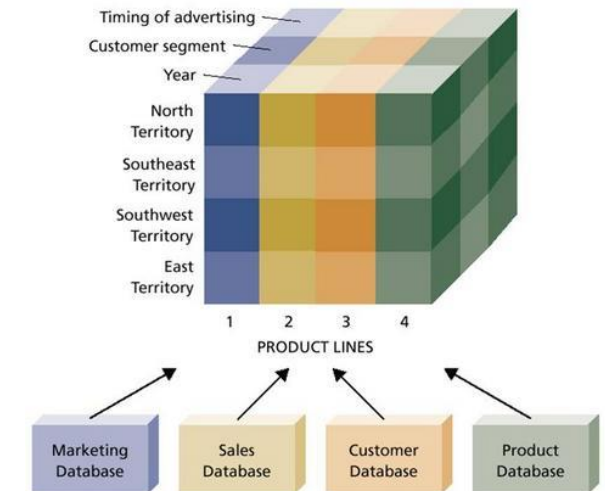 Timing of advertising
Customer segment
Year
North
Territory
Southeast
Territory
Southwest
Territory
East
Territory
1 2 3 4
PRODUCT LINES
Marketing
Database
Sales
Database
Customer
Database
Product
Database